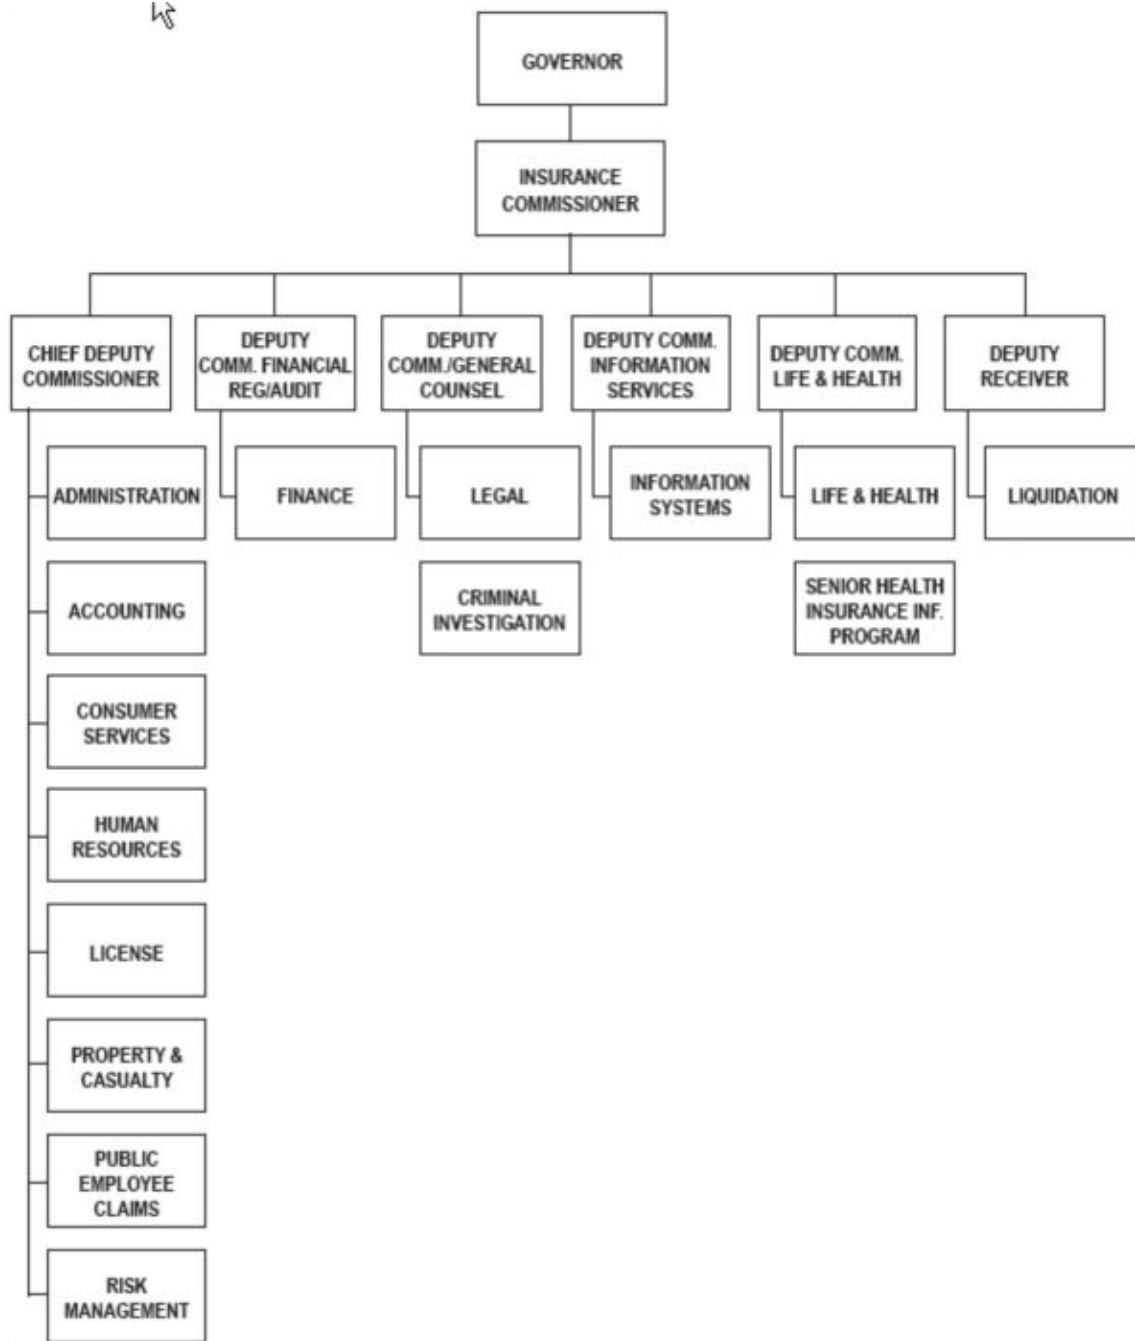 GOVERNOR
INSURANCE
COMMISSIONER
CHIEF DEPUTY
COMMISSIONER
DEPUTY
COMM. FINANCIAL
REG/AUDIT
DEPUTY
COMM./GENERAL
COUNSEL
DEPUTY COMM.
INFORMATION
SERVICES
DEPUTY COMM.
LIFE & HEALTH
DEPUTY
RECEIVER
ADMINISTRATION
FINANCE
LEGAL
INFORMATION
SYSTEMS
LIFE & HEALTH
LIQUIDATION
ACCOUNTING
CRIMINAL
INVESTIGATION
SENIOR HEALTH
INSURANCE INF.
PROGRAM
CONSUMER
SERVICES
HUMAN
RESOURCES
LICENSE
PROPERTY &
CASUALTY
PUBLIC
EMPLOYEE
CLAIMS
RISK
MANAGEMENT